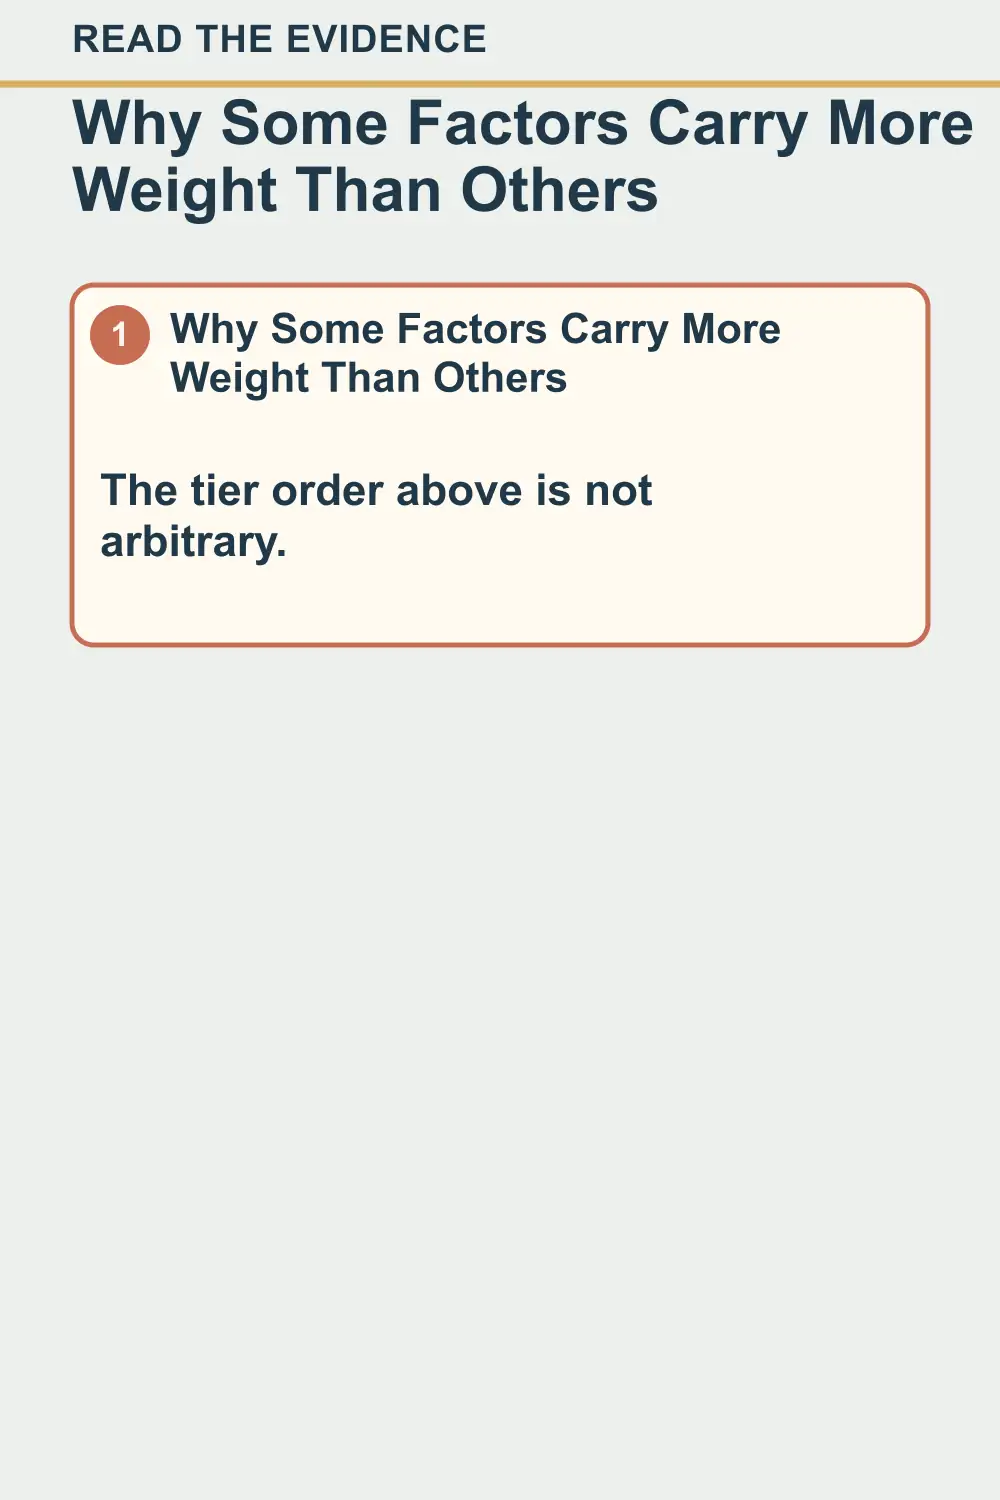 READ THE EVIDENCE
Why Some Factors Carry More
Weight Than Others
1
Why Some Factors Carry More
Weight Than Others
The tier order above is not
arbitrary.